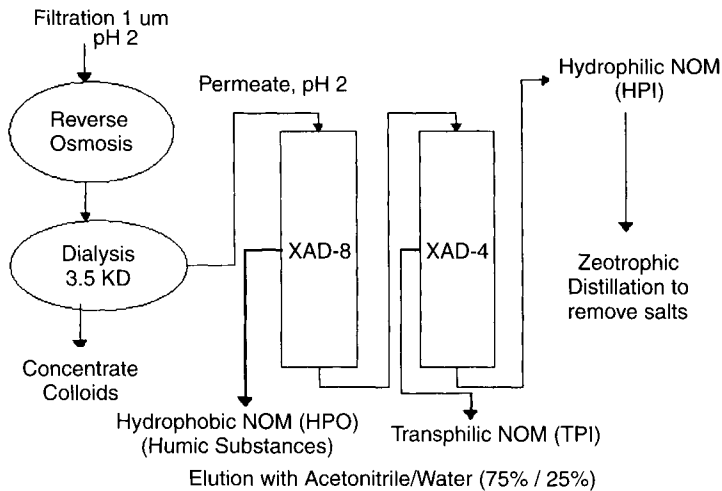 Filtration 1 um
pH 2
Reverse
Osmosis
Dialysis
3.5 KD
Concentrate
Colloids
Permeate, pH 2
XAD-8
Hydrophobic NOM (HPO)
(Humic Substances)
XAD-4
Transphilic NOM (TPI)
Hydrophilic NOM
(HPI)
Zeotrophic
Distillation to
remove salts
Elution with Acetonitrile/Water (75% / 25%)